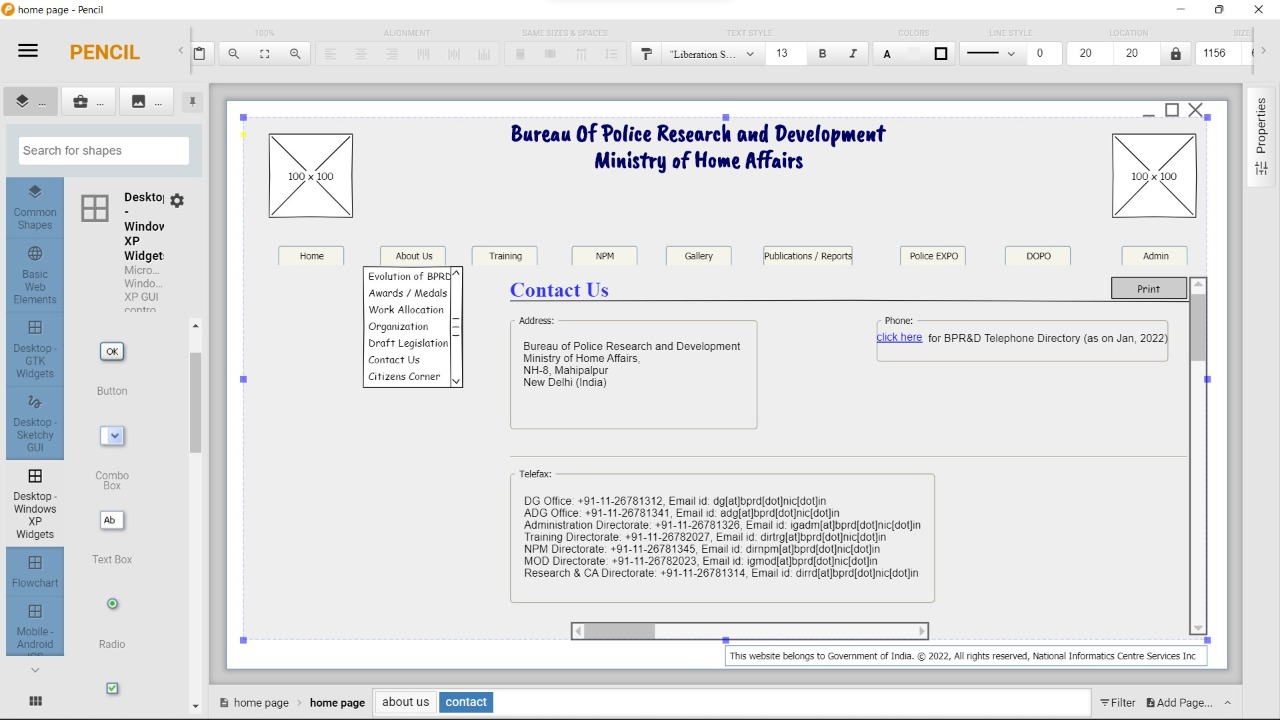 home page - Pencil
PENCIL
100%
ALIGNMENT
SAME SIZES & SPACES
TEXT STYLE
COLORS
LINE STYLE
LOCATION
"Liberation S...
13
B
I
A
0
20
20
1156
...
...
...
Search for shapes
Common
Shapes
Basic
Web
Elements
Desktop -
GTK
Widgets
Desktop -
Sketchy
GUI
Desktop -
Windows
XP
Widgets
Flowchart
Mobile -
Android
-
Window
XP
Micro...
Windo...
XP GUI
OK
Button
Combo
Box
Ab
Text Box
Radio
Bureau Of Police Research and Development
Ministry of Home Affairs
100 x 100
100 x 100
Home
About Us
Training
NPM
Gallery
Publications / Reports
Police EXPO
DOPO
Admin
Evolution of BPRD
Awards / Medals
Work Allocation
Organization
Draft Legislation
Contact Us
Citizens Corner
Contact Us
Print
Address:
Bureau of Police Research and Development
Ministry of Home Affairs,
NH-8, Mahipalpur
New Delhi (India)
Phone:
click here for BPR&D Telephone Directory (as on Jan, 2022)
Telefax:
DG Office: +91-11-26781312, Email id: dg[at]bprd[dot]nic[dot]in
ADG Office: +91-11-26781341, Email id: adg[at]bprd[dot]nic[dot]in
Administration Directorate: +91-11-26781326, Email id: igadm[at]bprd[dot]nic[dot]in
Training Directorate: +91-11-26782027, Email id: dirtrg[at]bprd[dot]nic[dot]in
NPM Directorate: +91-11-26781345, Email id: dirnpm[at]bprd[dot]nic[dot]in
MOD Directorate: +91-11-26782023, Email id: igmod[at]bprd[dot]nic[dot]in
Research & CA Directorate: +91-11-26781314, Email id: dirrd[at]bprd[dot]nic[dot]in
This website belongs to Government of India. © 2022, All rights reserved, National Informatics Centre Services Inc
Properties
home page > home page
about us
contact
Filter
Add Page...